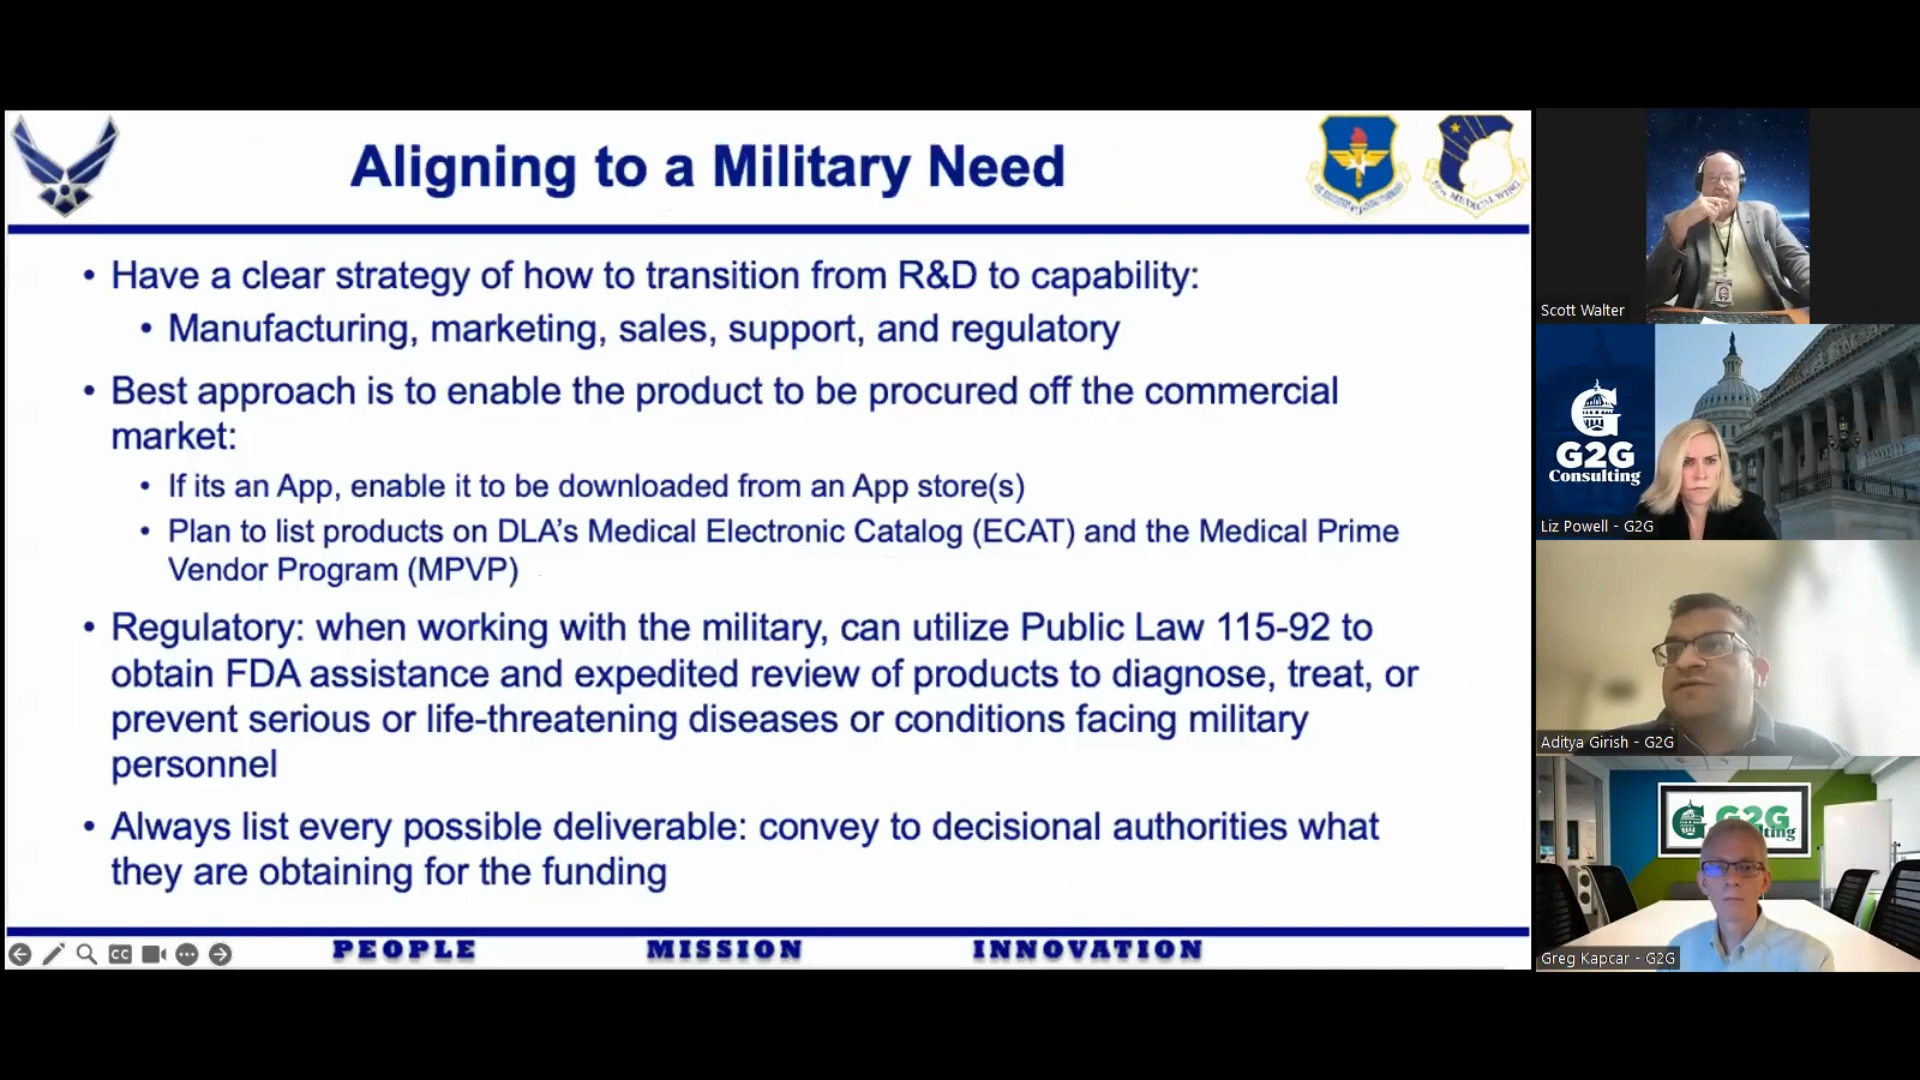 Aligning to a Military Need
• Have a clear strategy of how to transition from R&D to capability:
• Manufacturing, marketing, sales, support, and regulatory
• Best approach is to enable the product to be procured off the commercial
market:
• If its an App, enable it to be downloaded from an App store(s)
• Plan to list products on DLA’s Medical Electronic Catalog (ECAT) and the Medical Prime
Vendor Program (MPVP)
• Regulatory: when working with the military, can utilize Public Law 115-92 to
obtain FDA assistance and expedited review of products to diagnose, treat, or
prevent serious or life-threatening diseases or conditions facing military
personnel
• Always list every possible deliverable: convey to decisional authorities what
they are obtaining for the funding
CC
PEOPLE MISSION INNOVATION
Scott Walter
G2G
Consulting
Liz Powell - G2G
Aditya Girish - G2G
G2G
Greg Kapcar - G2G